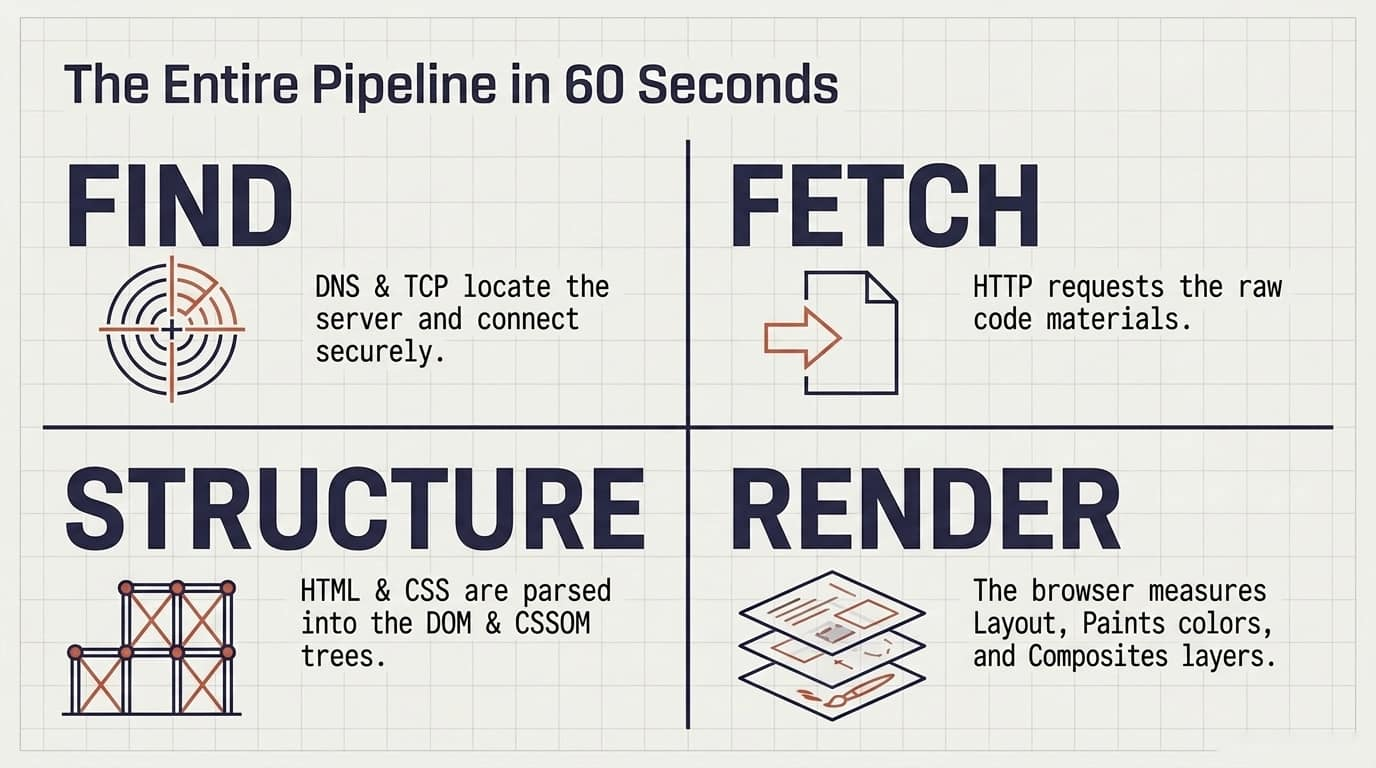 The Entire Pipeline in 60 Seconds
FIND
DNS & TCP locate the
server and connect
securely.
FETCH
HTTP requests the raw
code materials.
STRUCTURE
HTML & CSS are parsed
into the DOM & CSSOM
trees.
RENDER
The browser measures
Layout, Paints colors,
and Composites layers.